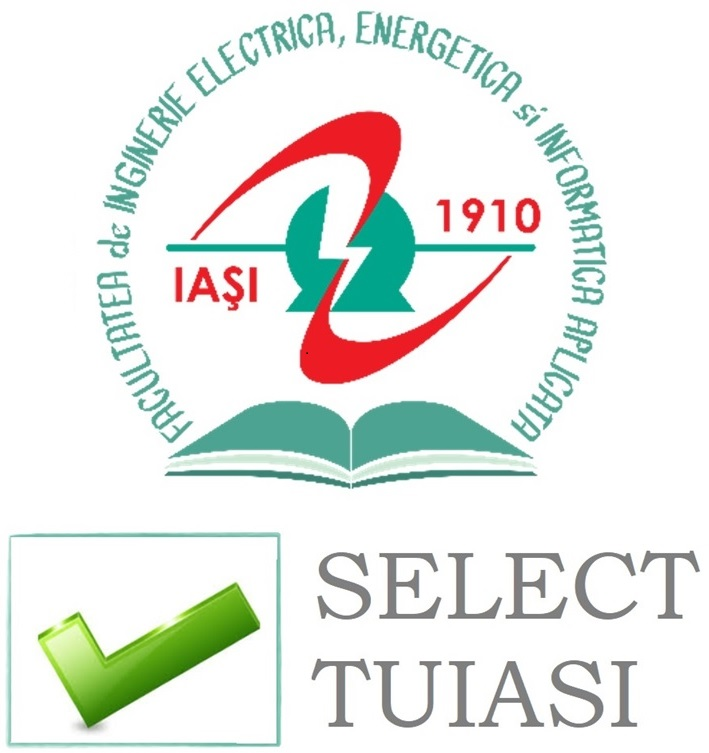 FACULTATEA de INGINERIE ELECTRICA, ENERGETICA si INFORMATICA APLICATA
1910
IAŞI
SELECT
TUIASI